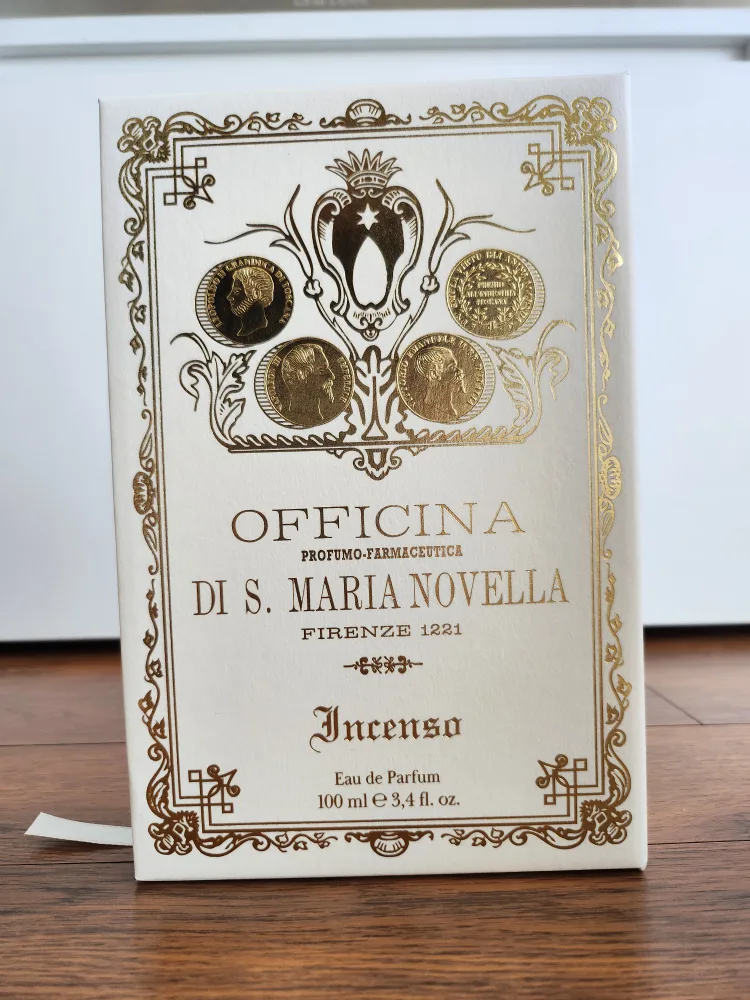 OFFICINA
PROFUMO-FARMACEUTICA
DI S. MARIA NOVELLA
FIRENZE 1221
Incenso
Eau de Parfum
100 ml ℮ 3,4 fl. oz.